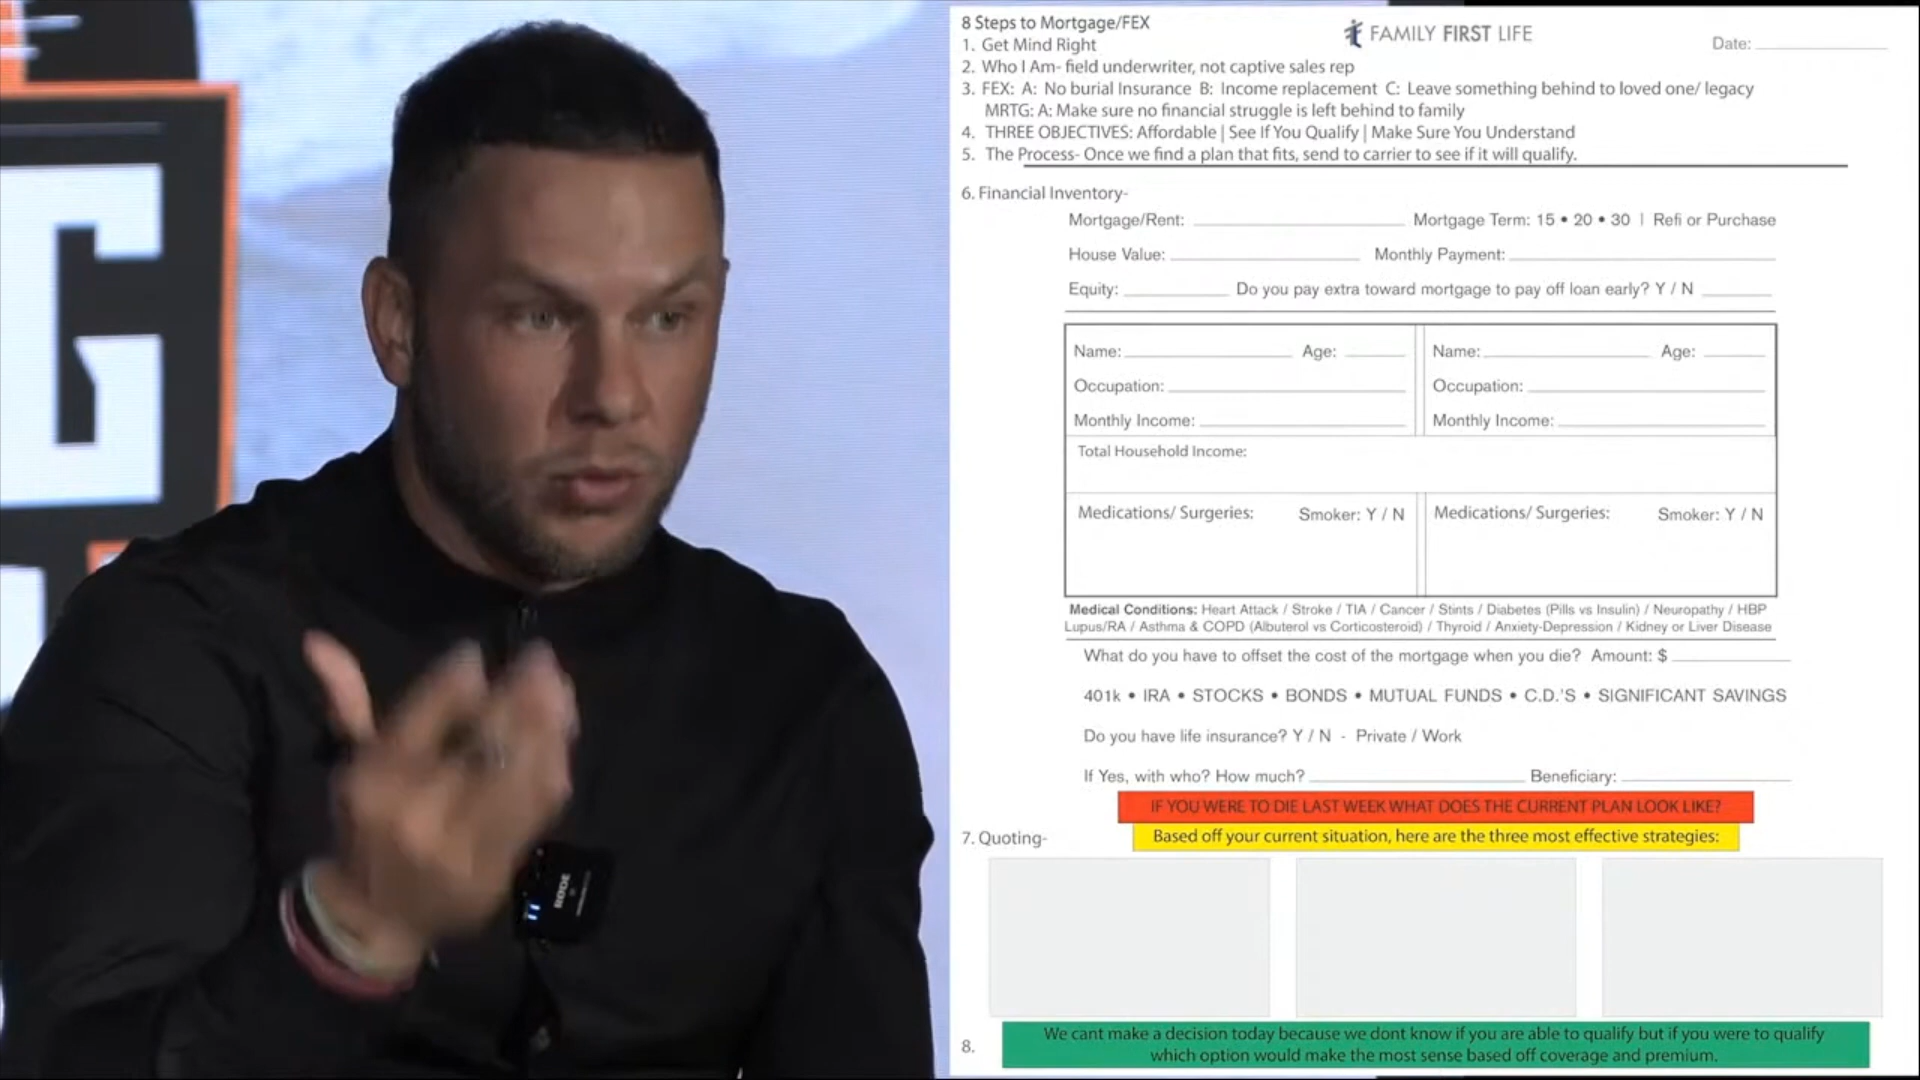 G
RODE
8 Steps to Mortgage/FEX
FAMILY FIRST LIFE
Date:
1. Get Mind Right
2. Who I Am- field underwriter, not captive sales rep
3. FEX: A: No burial Insurance B: Income replacement C: Leave something behind to loved one/ legacy
MRTG: A: Make sure no financial struggle is left behind to family
4. THREE OBJECTIVES: Affordable | See If You Qualify | Make Sure You Understand
5. The Process- Once we find a plan that fits, send to carrier to see if it will qualify.
6. Financial Inventory-
Mortgage/Rent: Mortgage Term: 15 • 20 • 30 | Refi or Purchase
House Value: Monthly Payment:
Equity: Do you pay extra toward mortgage to pay off loan early? Y / N
Name: Age: Name: Age:
Occupation: Occupation:
Monthly Income: Monthly Income:
Total Household Income:
Medications/ Surgeries: Smoker: Y / N Medications/ Surgeries: Smoker: Y / N
Medical Conditions: Heart Attack / Stroke / TIA / Cancer / Stints / Diabetes (Pills vs Insulin) / Neuropathy / HBP
Lupus/RA / Asthma & COPD (Albuterol vs Corticosteroid) / Thyroid / Anxiety-Depression / Kidney or Liver Disease
What do you have to offset the cost of the mortgage when you die? Amount: $
401k • IRA • STOCKS • BONDS • MUTUAL FUNDS • C.D.'S • SIGNIFICANT SAVINGS
Do you have life insurance? Y / N - Private / Work
If Yes, with who? How much? Beneficiary:
IF YOU WERE TO DIE LAST WEEK WHAT DOES THE CURRENT PLAN LOOK LIKE?
7. Quoting-
Based off your current situation, here are the three most effective strategies:
8.
We cant make a decision today because we dont know if you are able to qualify but if you were to qualify
which option would make the most sense based off coverage and premium.